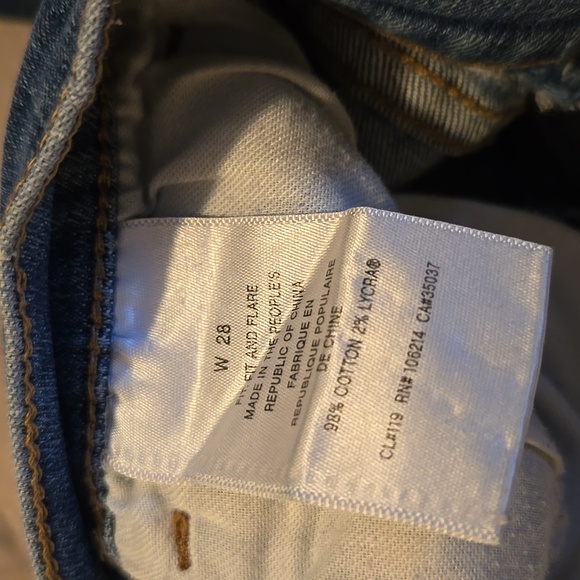 W 28
FIT AND FLARE
MADE IN THE PEOPLE'S
REPUBLIC OF CHINA
FABRIQUE EN
REPUBLIQUE POPULAIRE
DE CHINE
98% COTTON 2% LYCRA®
CL#119 RN# 106214 CA#35037